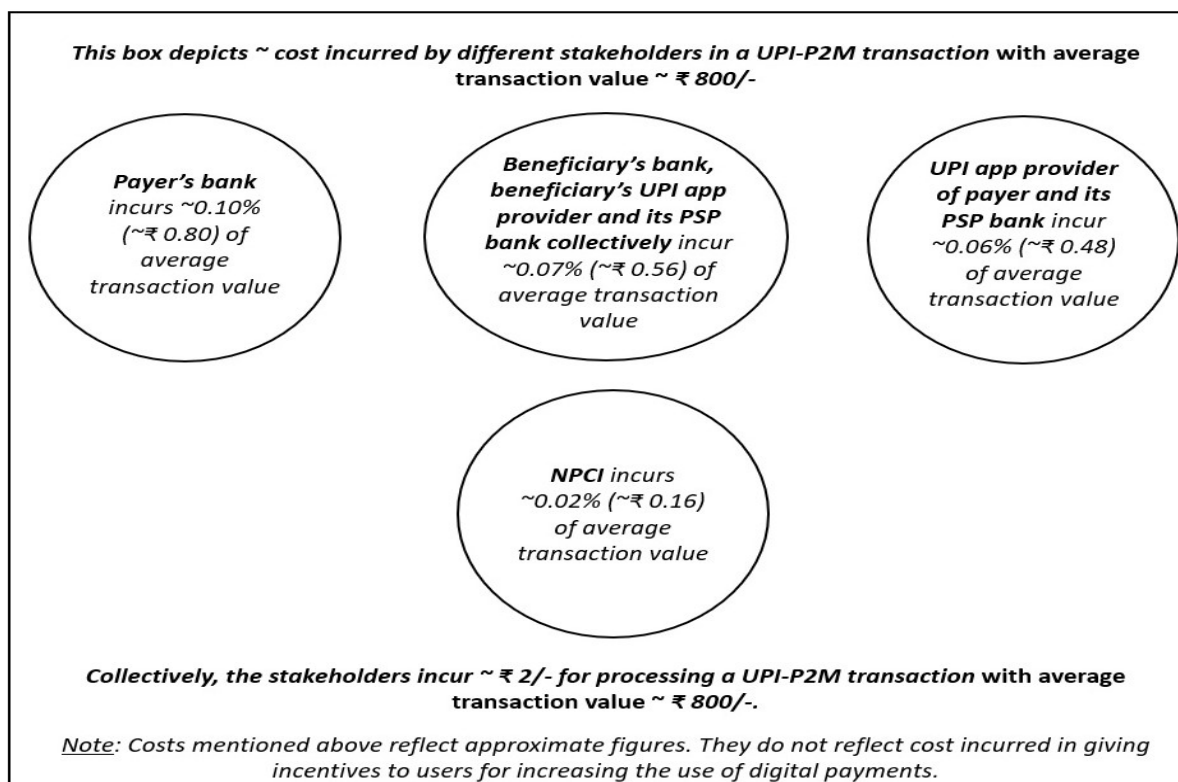 This box depicts ~ cost incurred by different stakeholders in a UPI-P2M transaction with average
transaction value ~ ₹ 800/-
Payer’s bank
incurs ~0.10%
(~₹ 0.80) of
average
transaction value
Beneficiary’s bank,
beneficiary’s UPI app
provider and its PSP
bank collectively incur
~0.07% (~₹ 0.56) of
average transaction
value
UPI app provider
of payer and its
PSP bank incur
~0.06% (~₹ 0.48)
of average
transaction value
NPCI incurs
~0.02% (~₹ 0.16)
of average
transaction value
Collectively, the stakeholders incur ~ ₹ 2/- for processing a UPI-P2M transaction with average
transaction value ~ ₹ 800/-.
Note: Costs mentioned above reflect approximate figures. They do not reflect cost incurred in giving
incentives to users for increasing the use of digital payments.